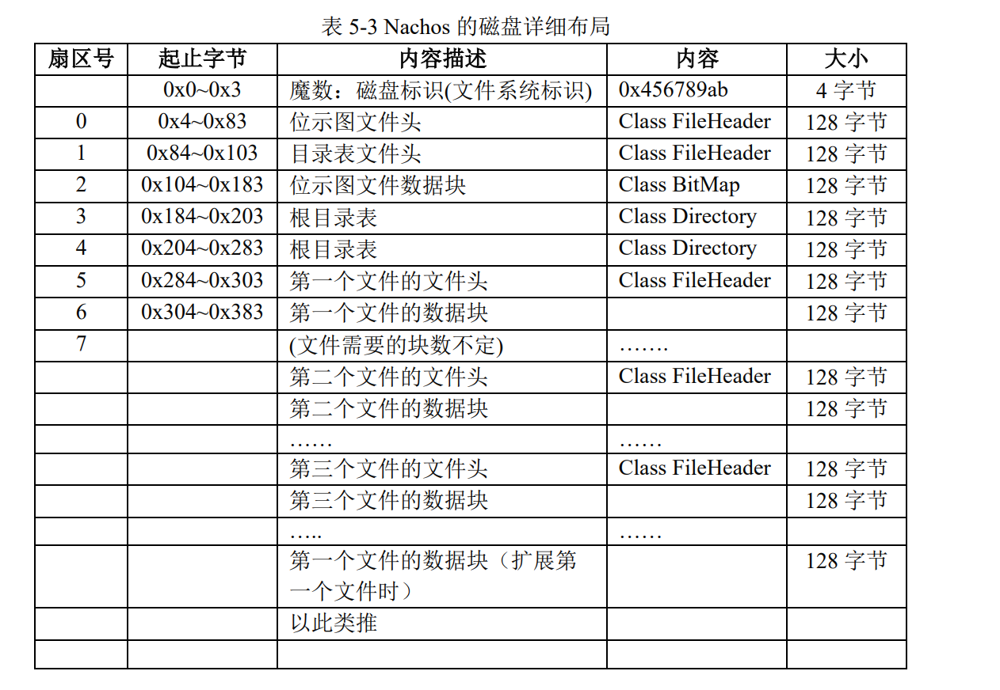 表 5-3 Nachos 的磁盘详细布局
扇区号 起止字节 内容描述 内容 大小
0x0~0x3 魔数：磁盘标识(文件系统标识) 0x456789ab 4 字节
0 0x4~0x83 位示图文件头 Class FileHeader 128 字节
1 0x84~0x103 目录表文件头 Class FileHeader 128 字节
2 0x104~0x183 位示图文件数据块 Class BitMap 128 字节
3 0x184~0x203 根目录表 Class Directory 128 字节
4 0x204~0x283 根目录表 Class Directory 128 字节
5 0x284~0x303 第一个文件的文件头 Class FileHeader 128 字节
6 0x304~0x383 第一个文件的数据块 128 字节
7 (文件需要的块数不定) …….
第二个文件的文件头 Class FileHeader 128 字节
第二个文件的数据块 128 字节
…… ……
第三个文件的文件头 Class FileHeader 128 字节
第三个文件的数据块 128 字节
….. ……
第一个文件的数据块（扩展第 128 字节
一个文件时）
以此类推